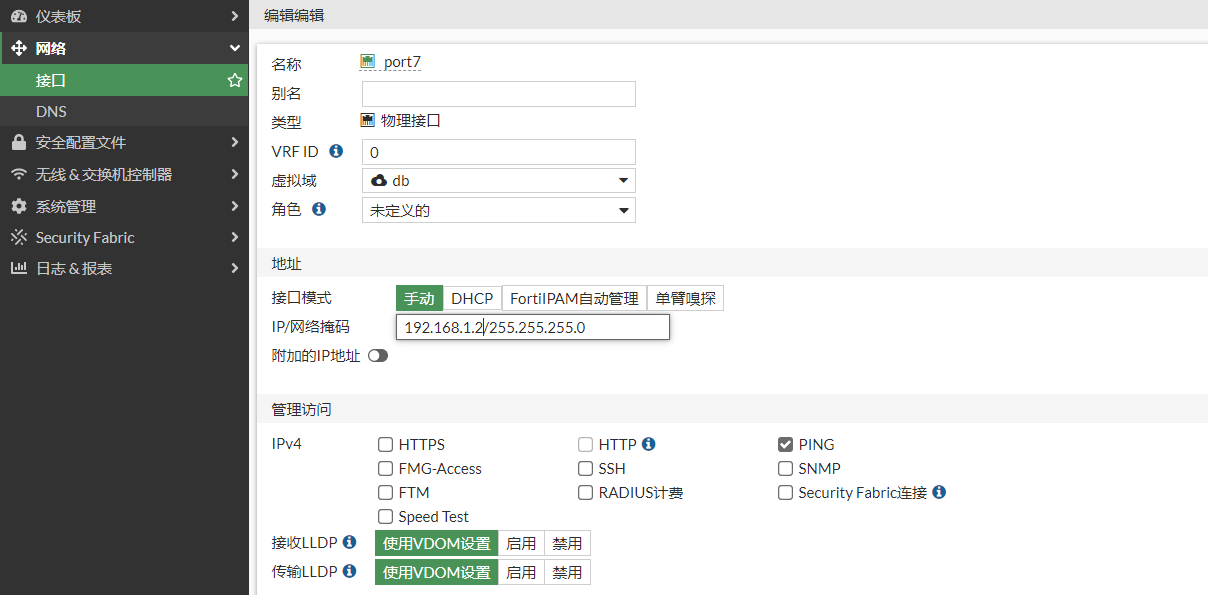 仪表板
网络
接口
DNS
安全配置文件
无线 & 交换机控制器
系统管理
Security Fabric
日志 & 报表
编辑编辑
名称 port7
别名
类型 物理接口
VRF ID 0
虚拟域 db
角色 未定义的
地址
接口模式 手动 DHCP FortiIPAM自动管理 单臂嗅探
IP/网络掩码 192.168.1.2/255.255.255.0
附加的IP地址
管理访问
IPv4 HTTPS HTTP PING
FMG-Access SSH SNMP
FTM RADIUS计费 Security Fabric连接
Speed Test
接收LLDP 使用VDOM设置 启用 禁用
传输LLDP 使用VDOM设置 启用 禁用